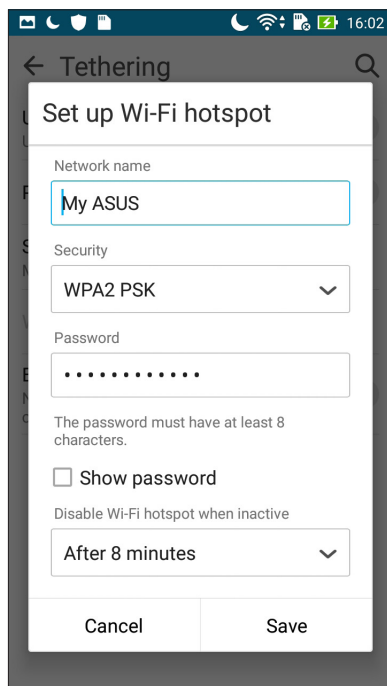 16:02
Tethering
Set up Wi-Fi hotspot
Network name
My ASUS
Security
WPA2 PSK
Password
••••••••••••
The password must have at least 8
characters.
Show password
Disable Wi-Fi hotspot when inactive
After 8 minutes
Cancel
Save